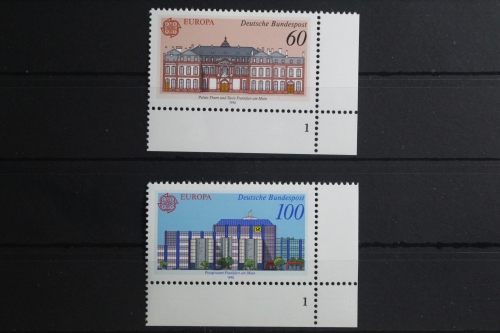 EUROPA
Deutsche Bundespost
60
Palais Thurn und Taxis Frankfurt am Main
1990
1
EUROPA
Deutsche Bundespost
100
Postgiroamt Frankfurt am Main
1990
1